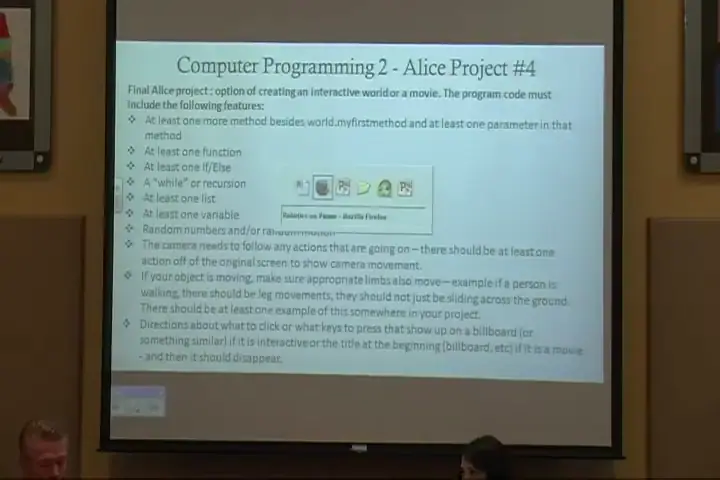 Computer Programming 2 - Alice Project #4
Final Alice project : option of creating an interactive world or a movie. The program code must
include the following features:
At least one more method besides world.myfirstmethod and at least one parameter in that
method
At least one function
At least one If/Else
A "while" or recursion
At least one list
At least one variable
Random numbers and/or random motion
The camera needs to follow any actions that are going on – there should be at least one
action off of the original screen to show camera movement.
If your object is moving, make sure appropriate limbs also move – example if a person is
walking, there should be leg movements, they should not just be sliding across the ground.
There should be at least one example of this somewhere in your project.
Directions about what to click or what keys to press that show up on a billboard (or
something similar) if it is interactive or the title at the beginning (billboard, etc) if it is a movie
- and then it should disappear.
- Mozilla Firefox